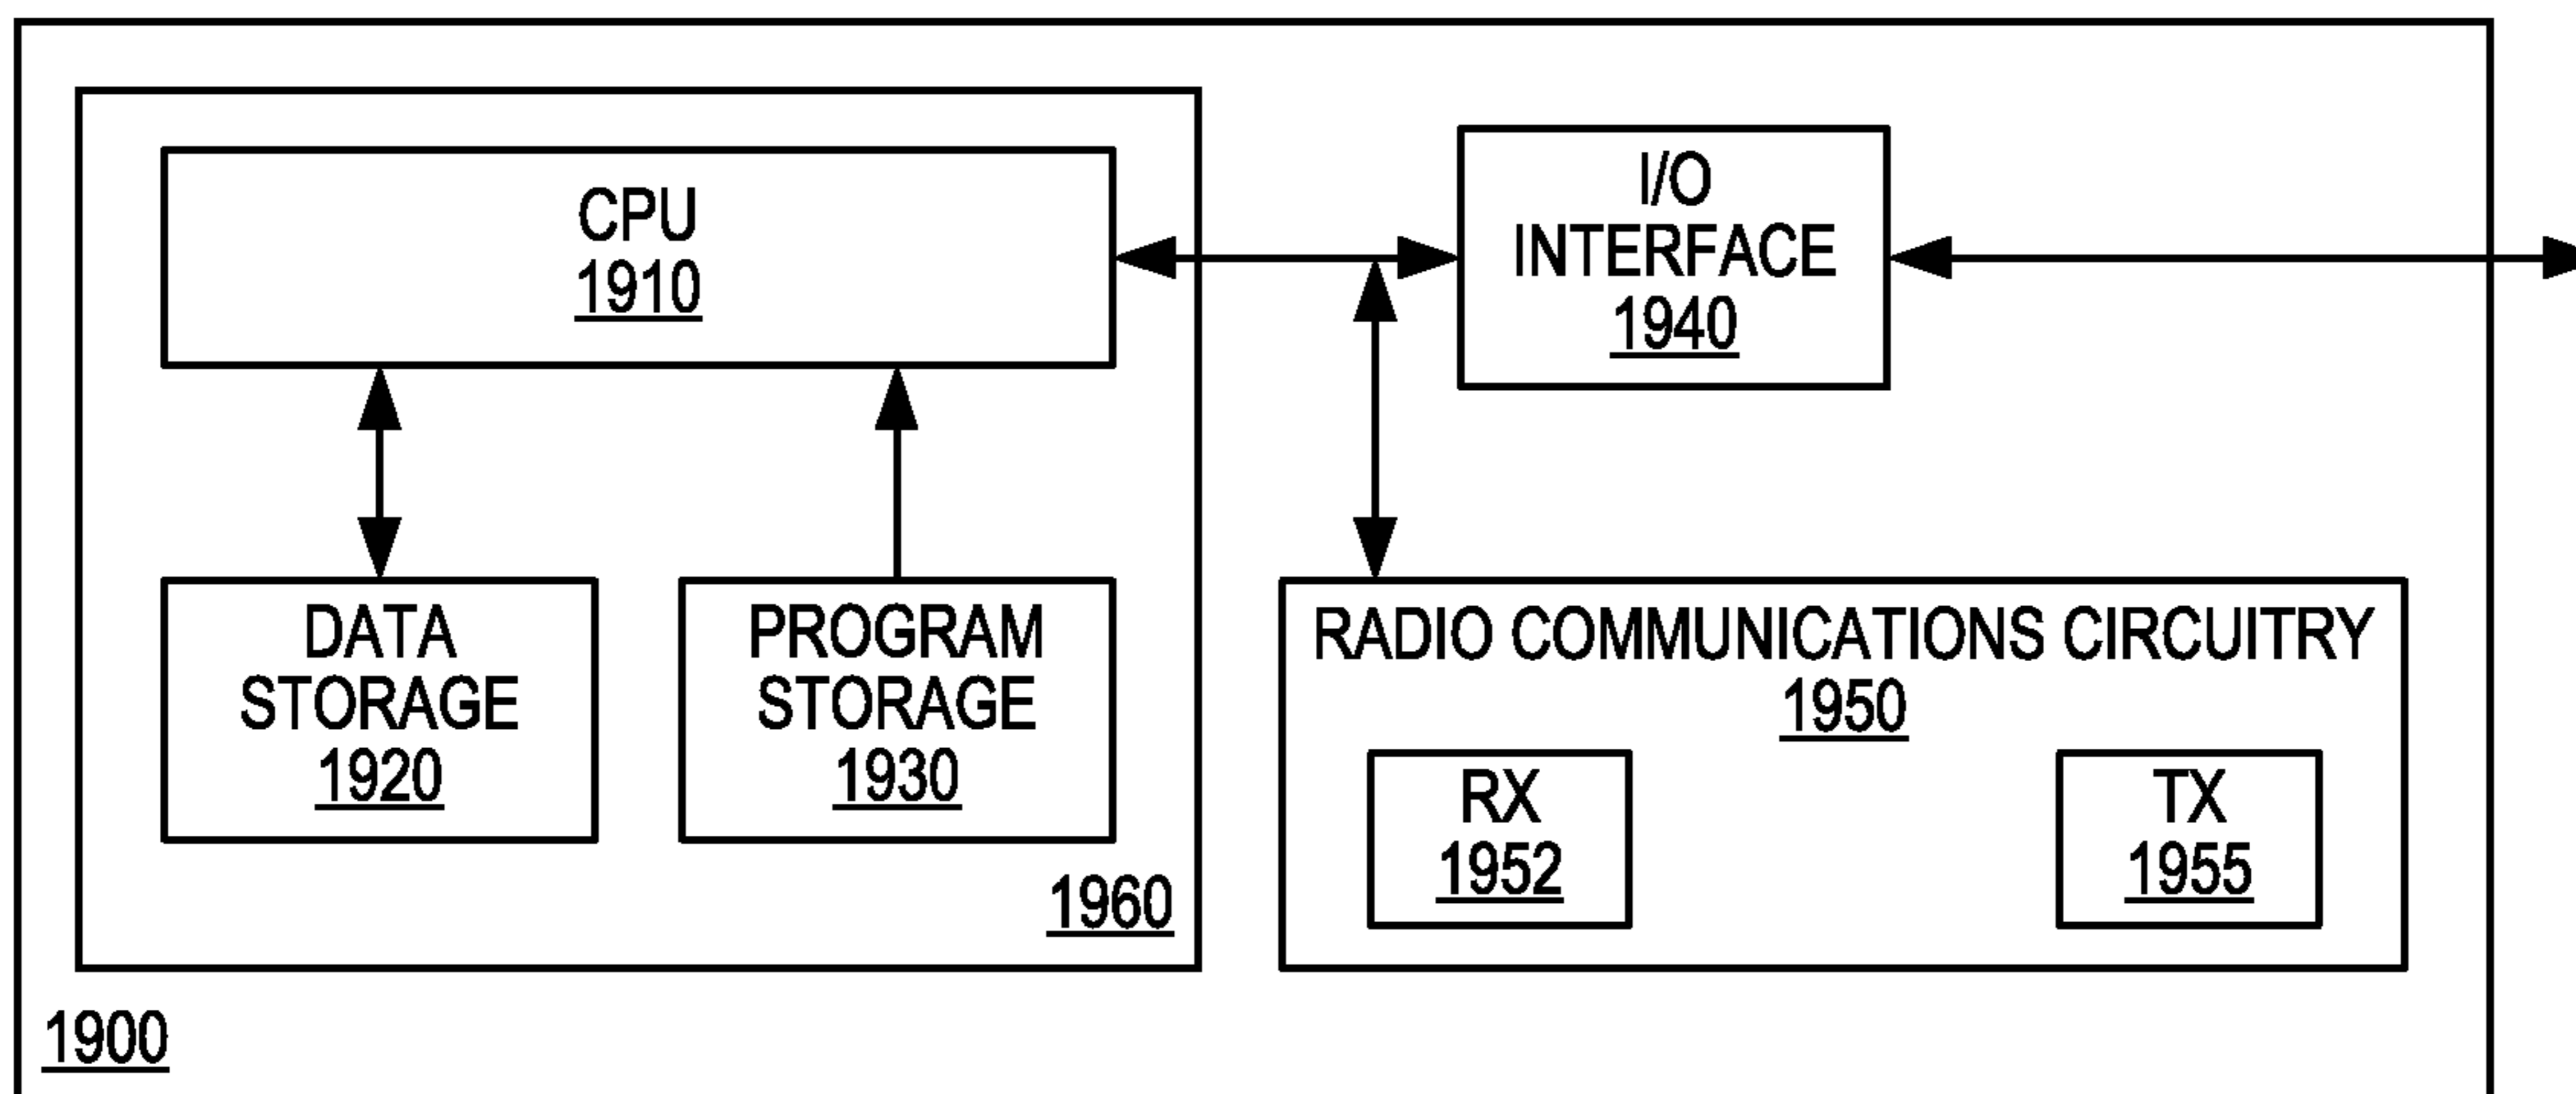 CPU
1910
I/O
INTERFACE
1940
DATA
STORAGE
1920
PROGRAM
STORAGE
1930
RADIO COMMUNICATIONS CIRCUITRY
1950
RX
1952
TX
1955
1960
1900